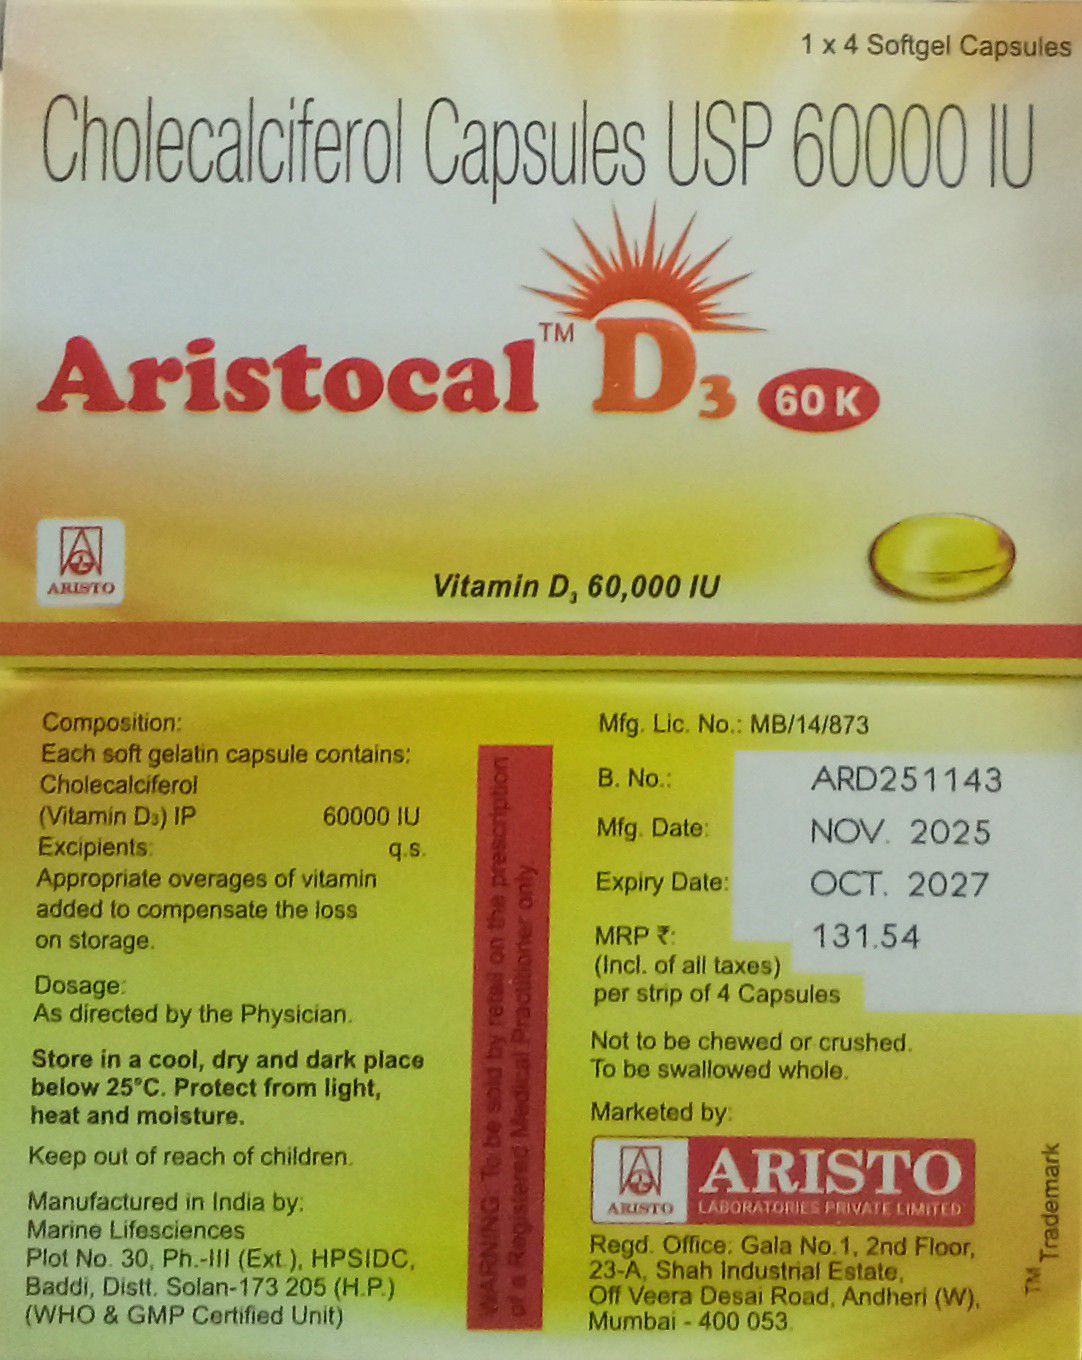 1 x 4 Softgel Capsules
Cholecalciferol Capsules USP 60000 IU
Aristocal™ D₃ 60 K
ARISTO
Vitamin D₃ 60,000 IU
Composition:
Each soft gelatin capsule contains:
Cholecalciferol
(Vitamin D₃) IP 60000 IU
Excipients: q.s.
Appropriate overages of vitamin
added to compensate the loss
on storage.
Dosage:
As directed by the Physician.
Store in a cool, dry and dark place
below 25°C. Protect from light,
heat and moisture.
Keep out of reach of children.
Manufactured in India by:
Marine Lifesciences
Plot No. 30, Ph.-III (Ext.), HPSIDC,
Baddi, Distt. Solan-173 205 (H.P.)
(WHO & GMP Certified Unit)
WARNING: To be sold by retail on the prescription
of a Registered Medical Practitioner only.
Mfg. Lic. No.: MB/14/873
B. No.: ARD251143
Mfg. Date: NOV. 2025
Expiry Date: OCT. 2027
MRP ₹: 131.54
(Incl. of all taxes)
per strip of 4 Capsules
Not to be chewed or crushed.
To be swallowed whole.
Marketed by:
ARISTO
ARISTO
LABORATORIES PRIVATE LIMITED
Regd. Office: Gala No.1, 2nd Floor,
23-A, Shah Industrial Estate,
Off Veera Desai Road, Andheri (W),
Mumbai - 400 053.
™ Trademark